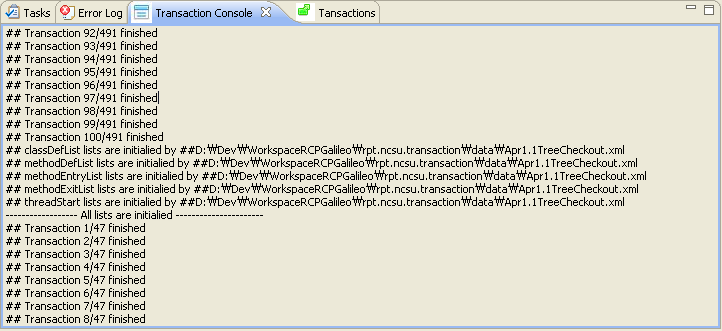 Tasks Error Log Transaction Console Tansactions
## Transaction 92/491 finished
## Transaction 93/491 finished
## Transaction 94/491 finished
## Transaction 95/491 finished
## Transaction 96/491 finished
## Transaction 97/491 finished
## Transaction 98/491 finished
## Transaction 99/491 finished
## Transaction 100/491 finished
## classDefList lists are initialied by ##D:₩Dev₩WorkspaceRCPGalileo₩rpt.ncsu.transaction₩data₩Apr1.1TreeCheckout.xml
## methodDefList lists are initialied by ##D:₩Dev₩WorkspaceRCPGalileo₩rpt.ncsu.transaction₩data₩Apr1.1TreeCheckout.xml
## methodEntryList lists are initialied by ##D:₩Dev₩WorkspaceRCPGalileo₩rpt.ncsu.transaction₩data₩Apr1.1TreeCheckout.xml
## methodExitList lists are initialied by ##D:₩Dev₩WorkspaceRCPGalileo₩rpt.ncsu.transaction₩data₩Apr1.1TreeCheckout.xml
## threadStart lists are initialied by ##D:₩Dev₩WorkspaceRCPGalileo₩rpt.ncsu.transaction₩data₩Apr1.1TreeCheckout.xml
------------------ All lists are initialied ----------------------
## Transaction 1/47 finished
## Transaction 2/47 finished
## Transaction 3/47 finished
## Transaction 4/47 finished
## Transaction 5/47 finished
## Transaction 6/47 finished
## Transaction 7/47 finished
## Transaction 8/47 finished